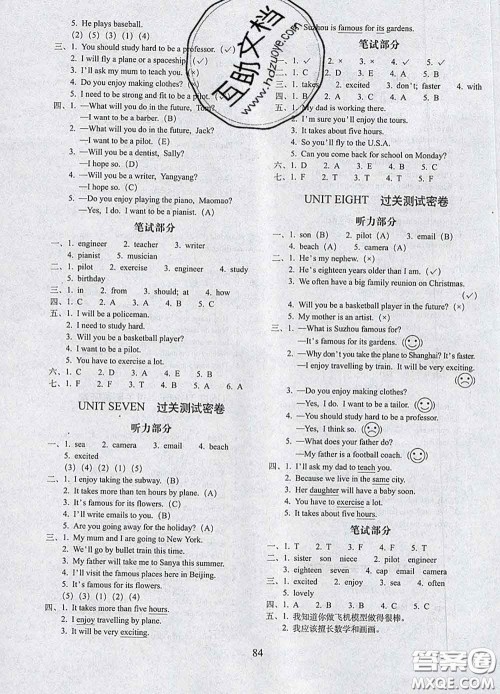 5. He plays baseball.
(2) (5) (3) (1) (4)
三、1. You should study hard to be a professor. (✓)
2. I will fly a plane or a spaceship.
3. I'll ask my mum to teach you.
4. Do you enjoy making clothes? (✓)
5. I need to be strong and fit to be a pilot. (×)
四、1. —What will you do in the future, Tom?
—I want to be a barber. (B)
2. —What will you do in the future, Jack?
—I want to be a pilot. (E)
3. —Will you be a dentist, Sally?
—I hope so. (D)
4. —Will you be a writer, Yangyang?
—I hope so. (C)
5. —Do you enjoy playing the piano, Maomao?
—Yes, I do. I want to be a pianist. (A)
笔试部分
一、1. engineer 2. teacher 3. writer
4. pianist 5. musician
二、1. pilot 2. exercise 3. engineer 4. study
5. birthday
三、1. in 2. from 3. should; at 4. how
四、1. C 2. A 3. A 4. B 5. C
五、1. I will be a policeman.
2. I need to study hard.
3. Will you be a basketball player?
4. I want to be a pilot.
5. You have to exercise a lot.
六、1. C 2. B 3. A 4. E 5. D
七、1. F 2. T 3. T 4. T 5. A 6. A
UNIT SEVEN 过关测试密卷
听力部分
一、1. sea 2. camera 3. email 4. beach
5. excited
(3) (4) (2) (1) (5)
二、1. I enjoy taking the subway. (B)
2. It takes more than ten hours by plane. (A)
3. It's famous for its flowers. (C)
4. I will write emails to you. (B)
5. Are you going away for the holiday? (A)
三、1. My mum and I are going to New York.
2. We'll go by bullet train this time.
3. My father will take me to Sanya this summer.
4. I'll visit the famous places here in Beijing.
5. It's famous for its flowers.
(5) (2) (1) (3) (4)
四、1. It takes more than five hours.
2. I enjoy travelling by plane.
3. It will be very exciting.
Suzhou is famous for its gardens.
笔试部分
一、1. ✓ 2. × 3. × 4. ✓ 5. ✓
二、1. C 2. D 3. E 4. A 5. B
三、1. takes 2. excited 3. don't; faster 4. with
四、1. B 2. A 3. C 4. A 5. C
五、1. My dad is working there.
2. I'm sure you'll enjoy the tours.
3. It takes about five hours.
4. So you'll fly to the U.S.A.
5. Can you come back for school on Monday?
六、1. D 2. A 3. E 4. C 5. B
七、1. T 2. F 3. T 4. F 5. F
UNIT EIGHT 过关测试密卷
听力部分
一、1. son (B) 2. pilot (A) 3. email (B)
4. beach (A) 5. camera (A)
二、1. He's my nephew. (×)
2. He's eighteen years older than I am. (✓)
3. We often have a big family reunion on Christmas.
(✓)
4. Will you be a basketball player in the future? (×)
5. My mother is an artist. (×)
三、1. —What is Suzhou famous for?
—It's famous for its gardens.
2. —Why don't you take the plane to Shanghai? It's faster.
—I enjoy travelling by train. It will be very exciting.
3. —Do you enjoy making clothes?
—Yes, I do. I want to be a tailor.
4. —You should study hard to be a professor.
—Yes, I think so.
5. —What does your father do?
—My father is a football coach.
四、1. I'll ask my dad to teach you.
2. Because we live in the same city.
3. Her daughter will have a baby soon.
4. You have to exercise a lot!
5. It takes about five hours.
笔试部分
一、1. T 2. T 3. F 4. F 5. F
二、1. sister son niece 2. pilot engineer
3. eighteen seven 4. cap email camera
三、1. excited 2. enjoy 3. sea 4. often
5. lovely
五、1. 我知道你做飞机模型做得很棒。
2. 我应该擅长数学和画画。
84
互助文档
www.hdzuowe.com
答案圈
MXQE.COM